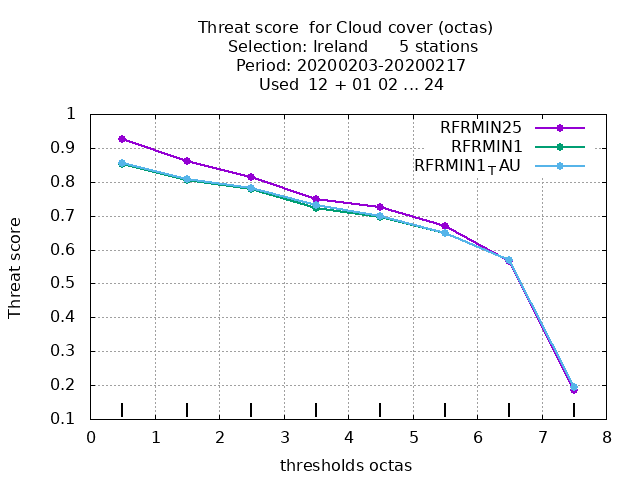 Threat score  for Cloud cover (octas)
Selection: Ireland      5 stations
Period: 20200203-20200217
Used  12 + 01 02 ... 24
RFRMIN25
RFRMIN1
RFRMIN1TAU
Threat score
1
0.9
0.8
0.7
0.6
0.5
0.4
0.3
0.2
0.1
0 1 2 3 4 5 6 7 8
thresholds octas